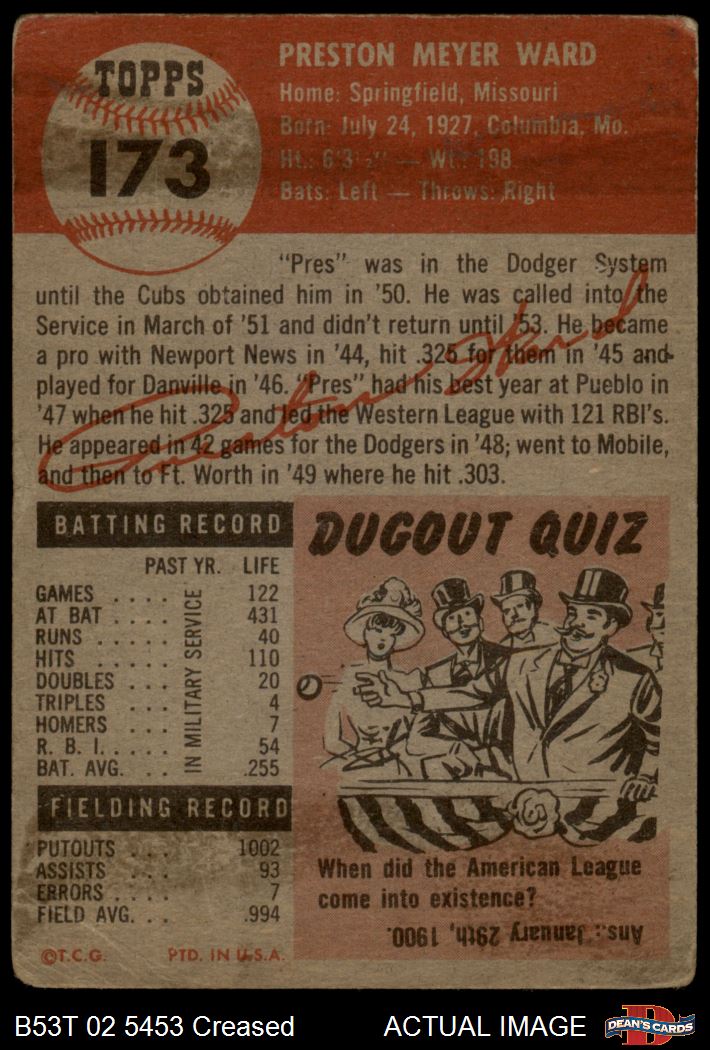 TOPPS
173
PRESTON MEYER WARD
Home: Springfield, Missouri
Born: July 24, 1927, Columbia, Mo.
Ht.: 6'3½" — Wt.: 198
Bats: Left — Throws: Right
"Pres" was in the Dodger System
until the Cubs obtained him in '50. He was called into the
Service in March of '51 and didn't return until '53. He became
a pro with Newport News in '44, hit .325 for them in '45 and
played for Danville in '46. "Pres" had his best year at Pueblo in
'47 when he hit .325 and led the Western League with 121 RBI's.
He appeared in 42 games for the Dodgers in '48; went to Mobile,
and then to Ft. Worth in '49 where he hit .303.
Preston Ward
BATTING RECORD
PAST YR. LIFE
IN MILITARY SERVICE
GAMES .... 122
AT BAT .... 431
RUNS .... 40
HITS ..... 110
DOUBLES ... 20
TRIPLES ... 4
HOMERS ... 7
R. B. I..... 54
BAT. AVG. .. .255
FIELDING RECORD
PUTOUTS ... 1002
ASSISTS ... 93
ERRORS .... 7
FIELD AVG. .. .994
©T.C.G. PTD. IN U.S.A.
DUGOUT QUIZ
When did the American League
come into existence?
Ans.: January 29th, 1900.
B53T 02 5453 Creased ACTUAL IMAGE
D
DEAN'S CARDS